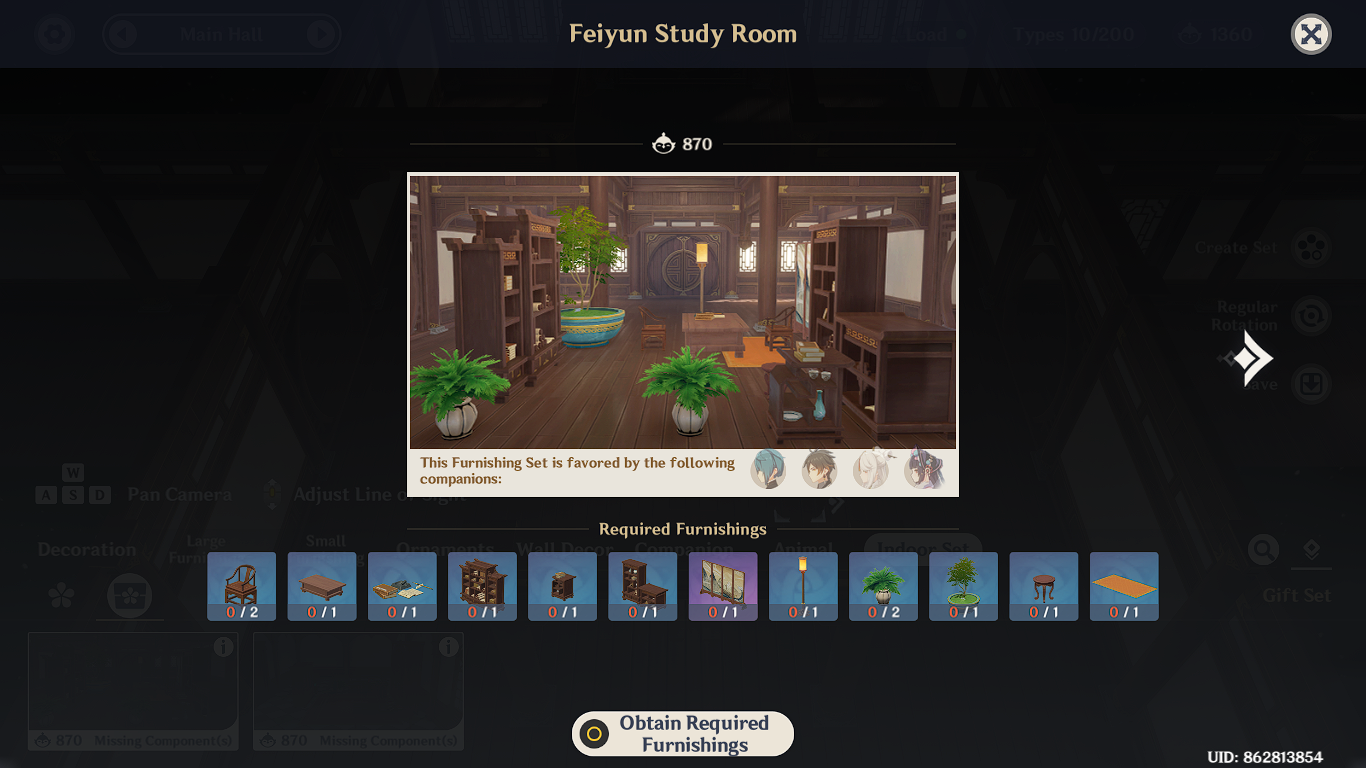 Main Hall
Feiyun Study Room
Load
Types 10/200
1360
870
Create Set
Regular
Rotation
Save
This Furnishing Set is favored by the following
companions:
W
A S D
Pan Camera
Adjust Line of Sight
Required Furnishings
Decoration
Large
Small
Ornaments
Wall Decor
Companion
Animal
Indoor Set
0 / 2
0 / 1
0 / 1
0 / 1
0 / 1
0 / 1
0 / 1
0 / 1
0 / 2
0 / 1
0 / 1
0 / 1
Gift Set
870 Missing Component(s)
870 Missing Component(s)
Obtain Required
Furnishings
UID: 862813854